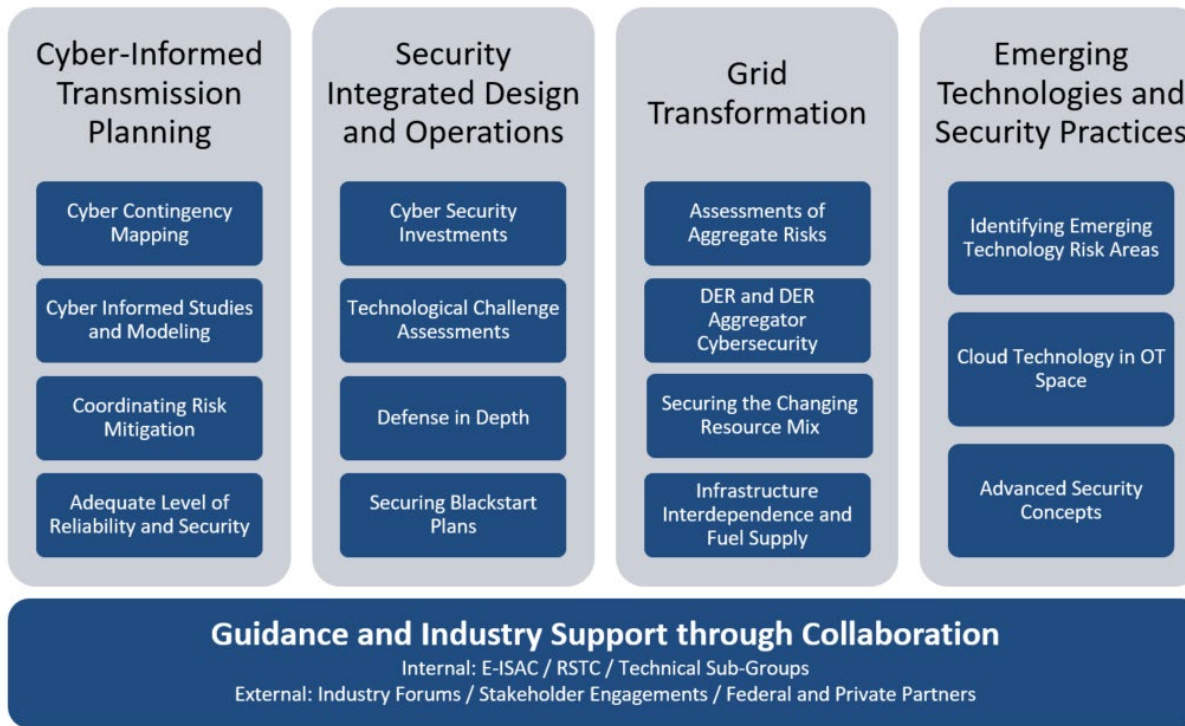 Cyber-Informed
Transmission
Planning
Cyber Contingency
Mapping
Cyber Informed Studies
and Modeling
Coordinating Risk
Mitigation
Adequate Level of
Reliability and Security
Security
Integrated Design
and Operations
Cyber Security
Investments
Technological Challenge
Assessments
Defense in Depth
Securing Blackstart
Plans
Grid
Transformation
Assessments of
Aggregate Risks
DER and DER
Aggregator
Cybersecurity
Securing the Changing
Resource Mix
Infrastructure
Interdependence and
Fuel Supply
Emerging
Technologies and
Security Practices
Identifying Emerging
Technology Risk Areas
Cloud Technology in OT
Space
Advanced Security
Concepts
Guidance and Industry Support through Collaboration
Internal: E-ISAC / RSTC / Technical Sub-Groups
External: Industry Forums / Stakeholder Engagements / Federal and Private Partners